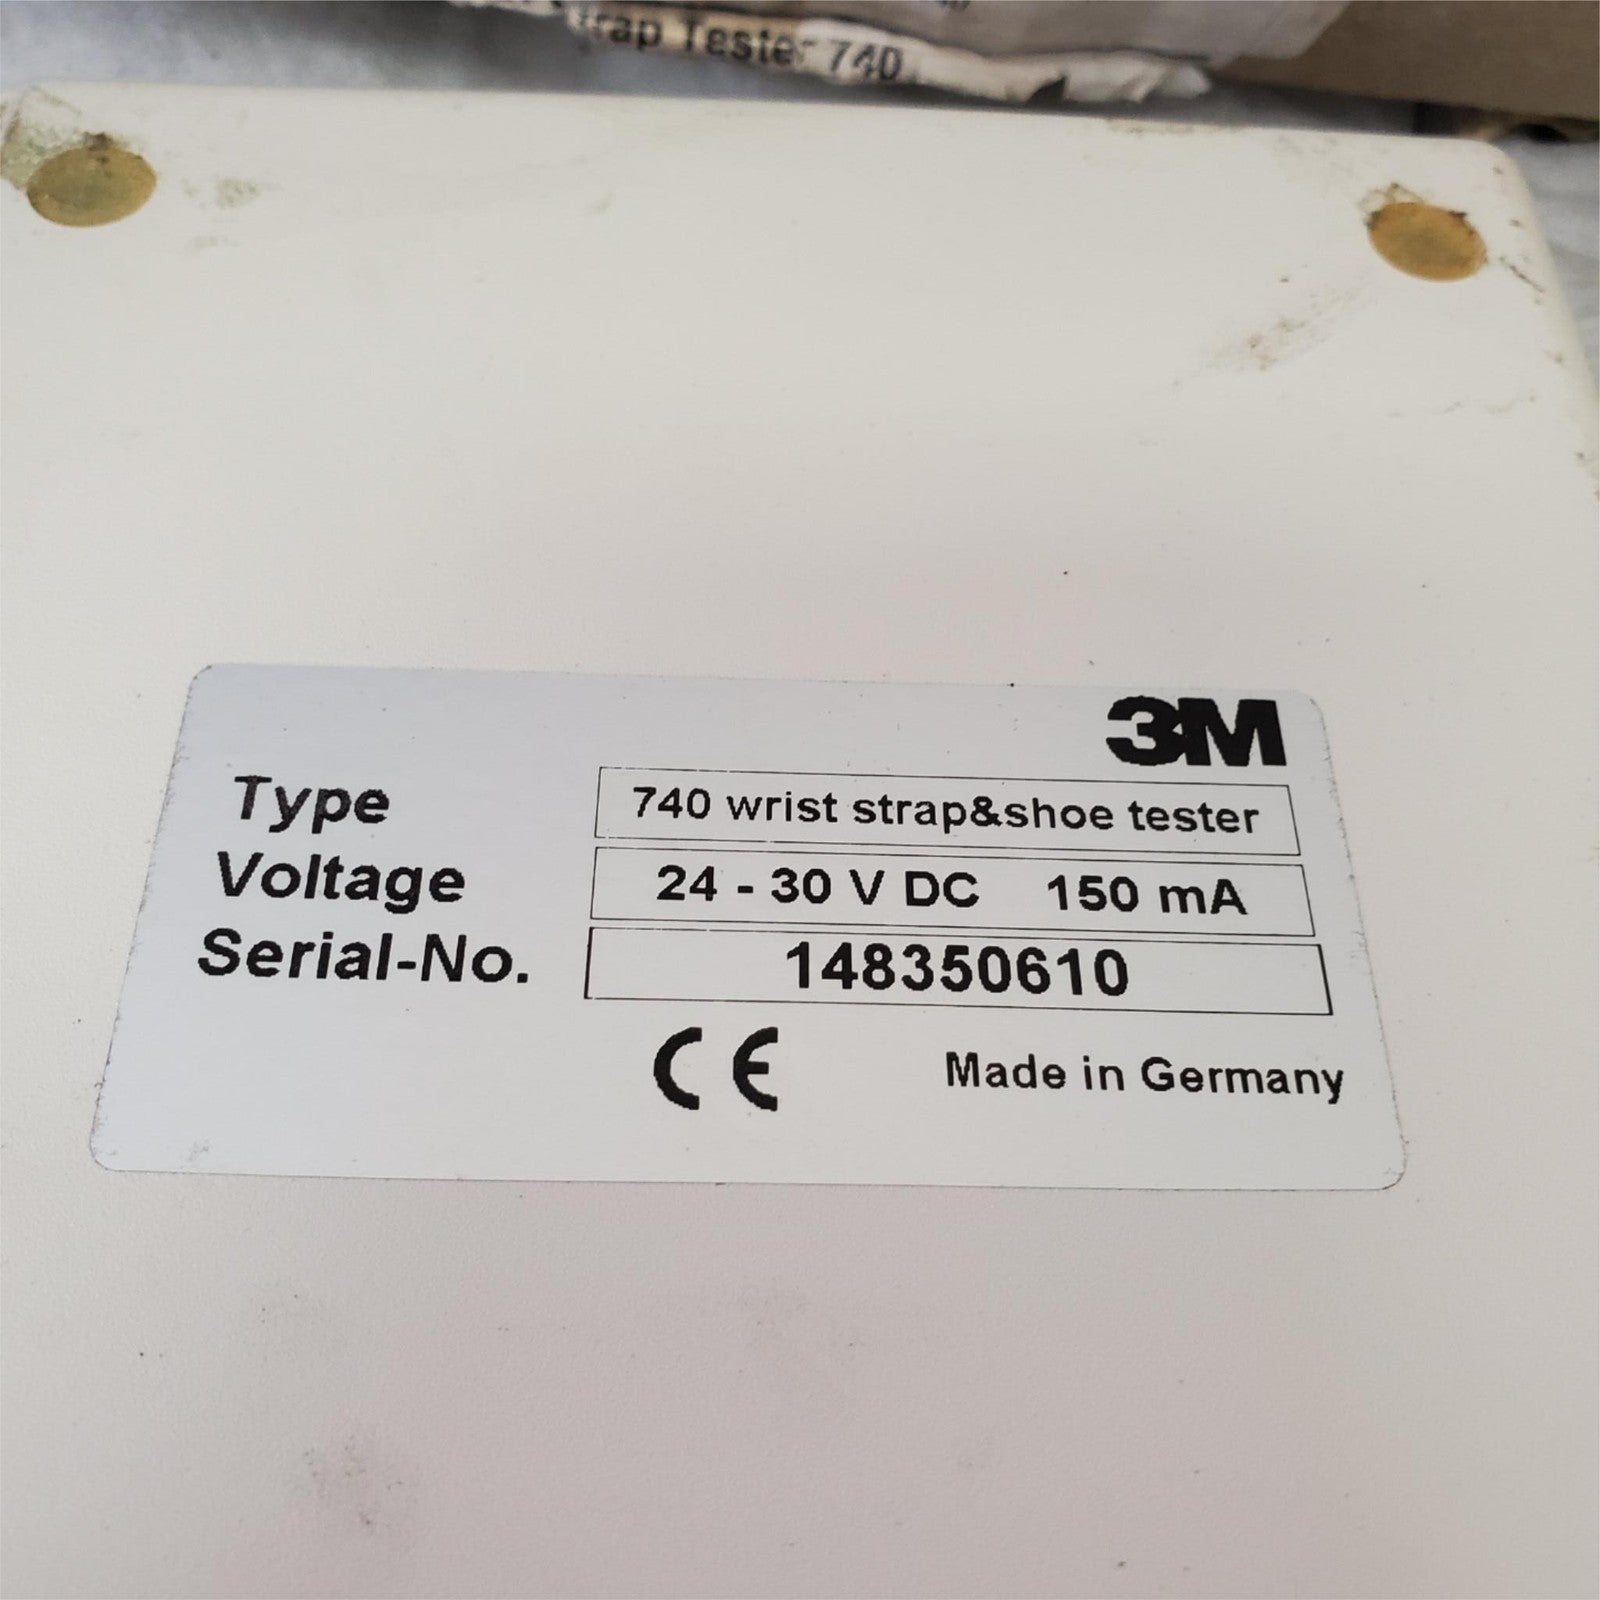 Tester 740
3M
Type 740 wrist strap&shoe tester
Voltage 24 - 30 V DC 150 mA
Serial-No. 148350610
CE Made in Germany